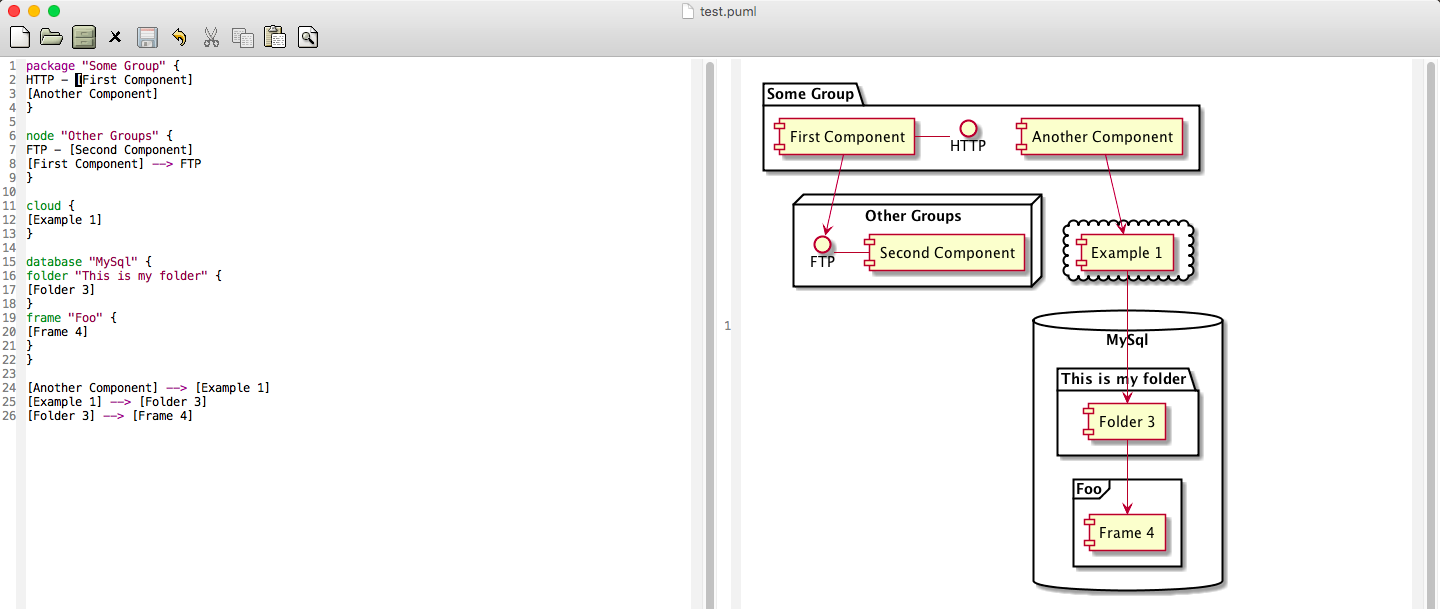 test.puml
1 package "Some Group" {
2 HTTP - [First Component]
3 [Another Component]
4 }
5
6 node "Other Groups" {
7 FTP - [Second Component]
8 [First Component] --> FTP
9 }
10
11 cloud {
12 [Example 1]
13 }
14
15 database "MySql" {
16 folder "This is my folder" {
17 [Folder 3]
18 }
19 frame "Foo" {
20 [Frame 4]
21 }
22 }
23
24 [Another Component] --> [Example 1]
25 [Example 1] --> [Folder 3]
26 [Folder 3] --> [Frame 4]
1
Some Group
First Component
HTTP
Another Component
Other Groups
FTP
Second Component
Example 1
MySql
This is my folder
Folder 3
Foo
Frame 4